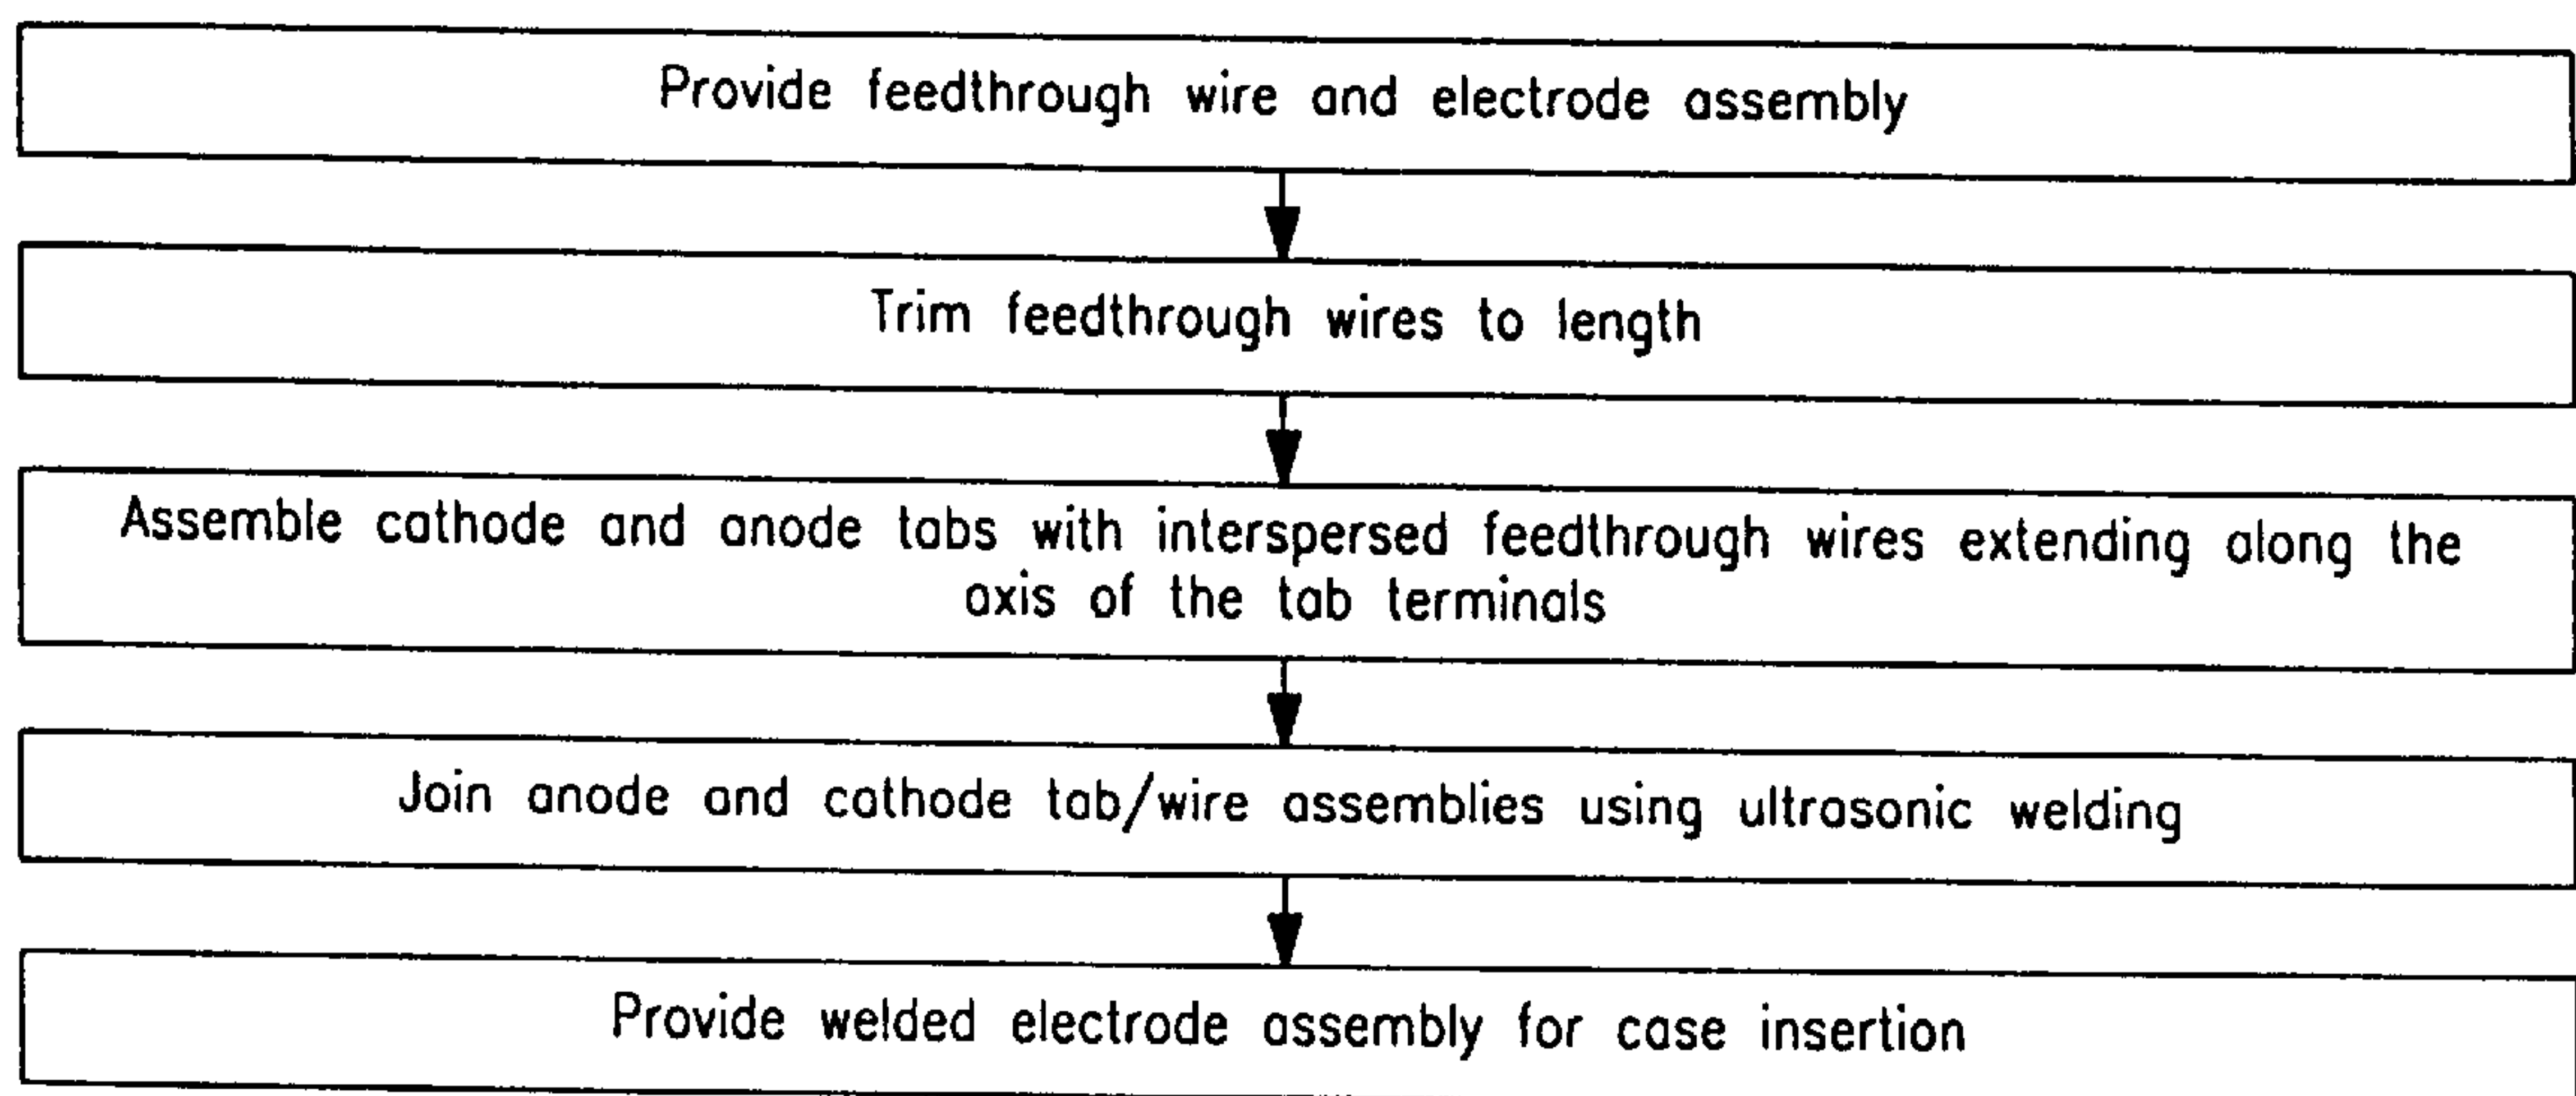 Provide feedthrough wire and electrode assembly
Trim feedthrough wires to length
Assemble cathode and anode tabs with interspersed feedthrough wires extending along the
axis of the tab terminals
Join anode and cathode tab/wire assemblies using ultrasonic welding
Provide welded electrode assembly for case insertion